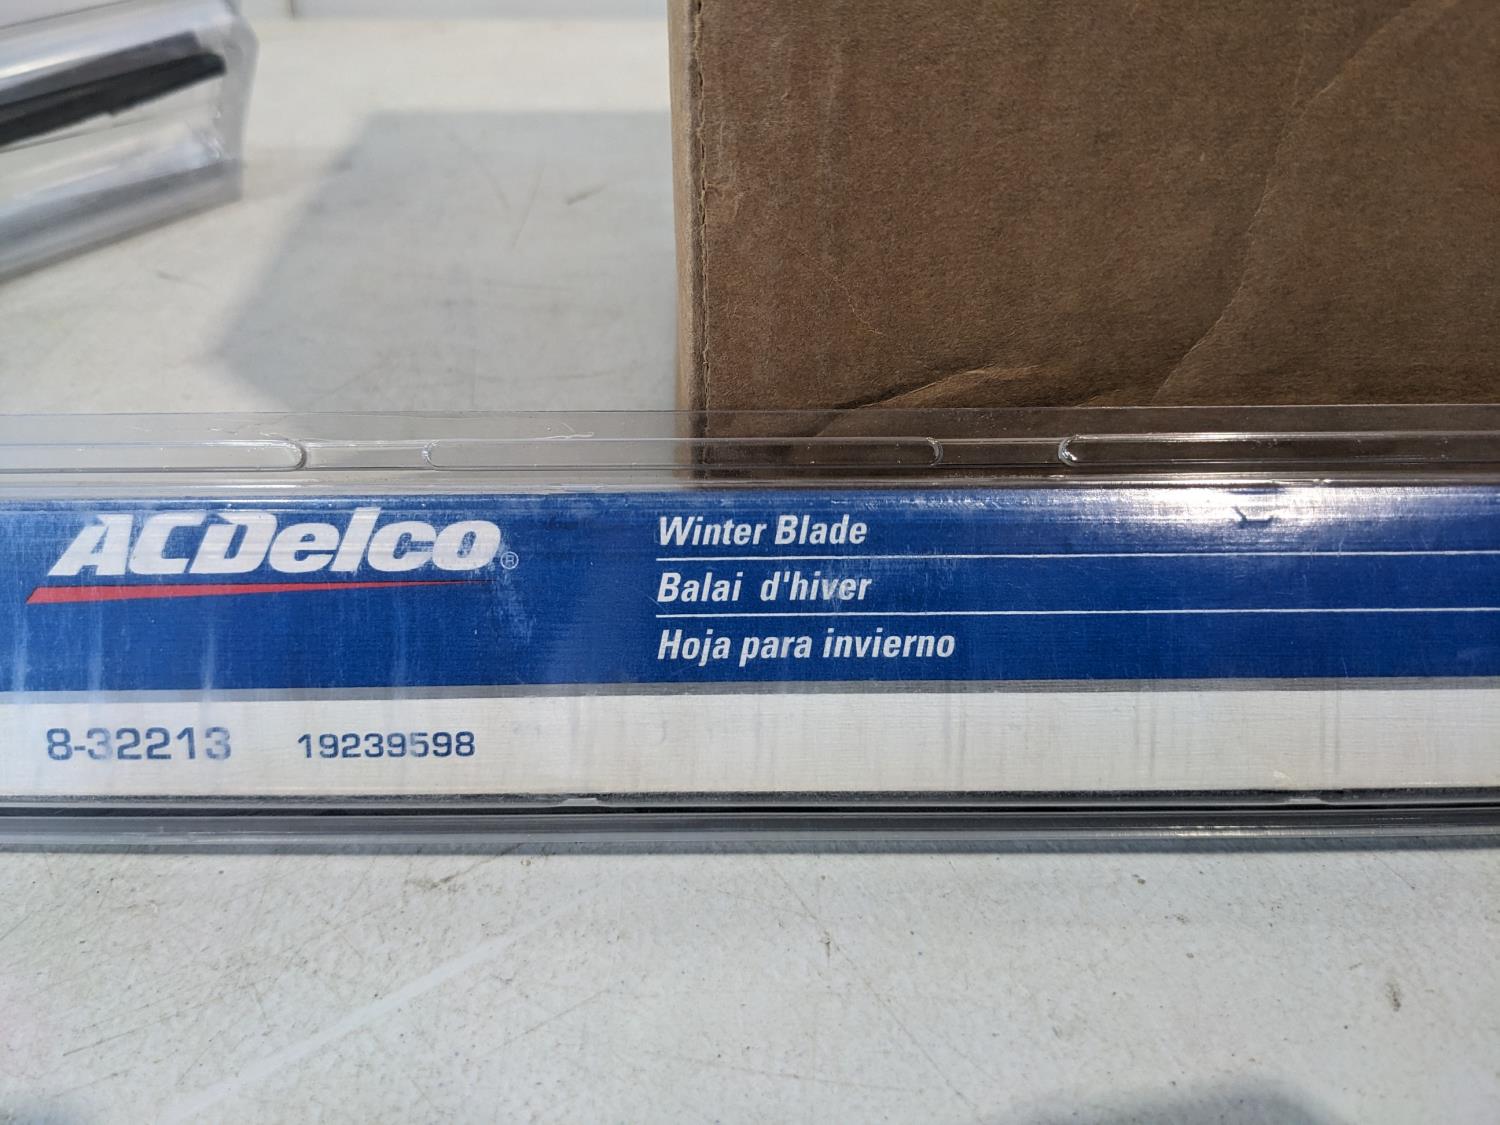 ACDelco®
Winter Blade
Balai d'hiver
Hoja para invierno
8-32213 19239598